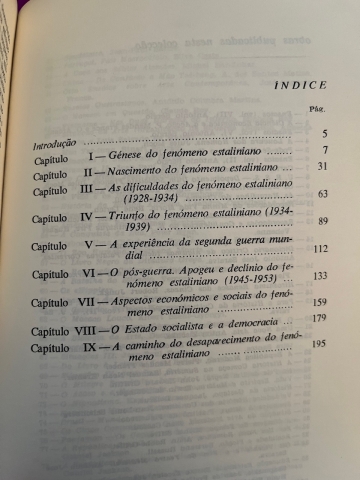 ÍNDICE
Pág.
Introdução ........................................ 5
Capítulo I — Génese do fenómeno estaliniano ........ 7
Capítulo II — Nascimento do fenómeno estaliniano ... 31
Capítulo III — As dificuldades do fenómeno estaliniano
(1928-1934) ........................ 63
Capítulo IV — Triunfo do fenómeno estaliniano (1934-
1939) .............................. 89
Capítulo V — A experiência da segunda guerra mun-
dial ............................... 112
Capítulo VI — O pós-guerra. Apogeu e declínio do fe-
nómeno estaliniano (1945-1953) ... 133
Capítulo VII — Aspectos económicos e sociais do fenó-
meno estaliniano .................. 159
Capítulo VIII — O Estado socialista e a democracia ... 179
Capítulo IX — A caminho do desaparecimento do fenó-
meno estaliniano .................. 195